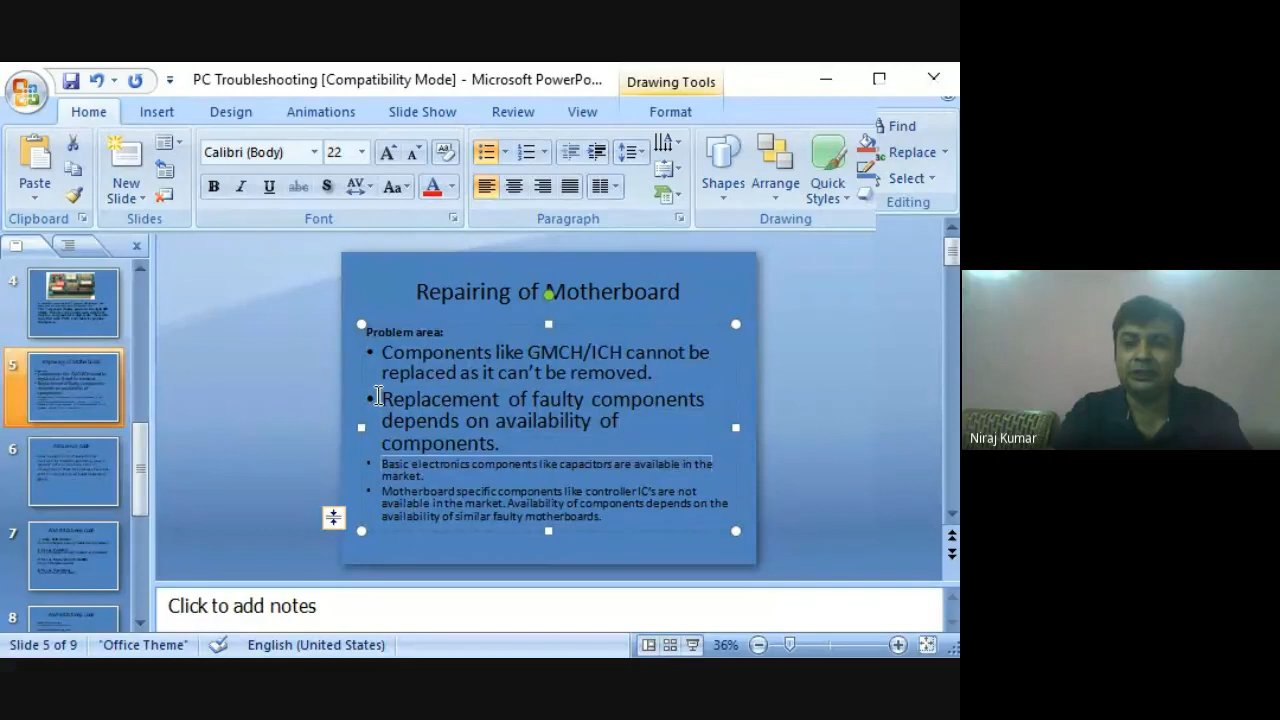 PC Troubleshooting [Compatibility Mode] - Microsoft PowerPo...
Drawing Tools
Home Insert Design Animations Slide Show Review View Format
Paste
New
Slide
Calibri (Body) 22
Shapes Arrange Quick
Styles
Find
Replace
Select
Clipboard Slides Font Paragraph Drawing Editing
4
5
6
7
8
Repairing of Motherboard
Problem area:
• Components like GMCH/ICH cannot be
replaced as it can't be removed.
• Replacement of faulty components
depends on availability of
components.
• Basic electronics components like capacitors are available in the
market.
• Motherboard specific components like controller IC's are not
available in the market. Availability of components depends on the
availability of similar faulty motherboards.
Click to add notes
Slide 5 of 9 "Office Theme" English (United States) 36%
Niraj Kumar